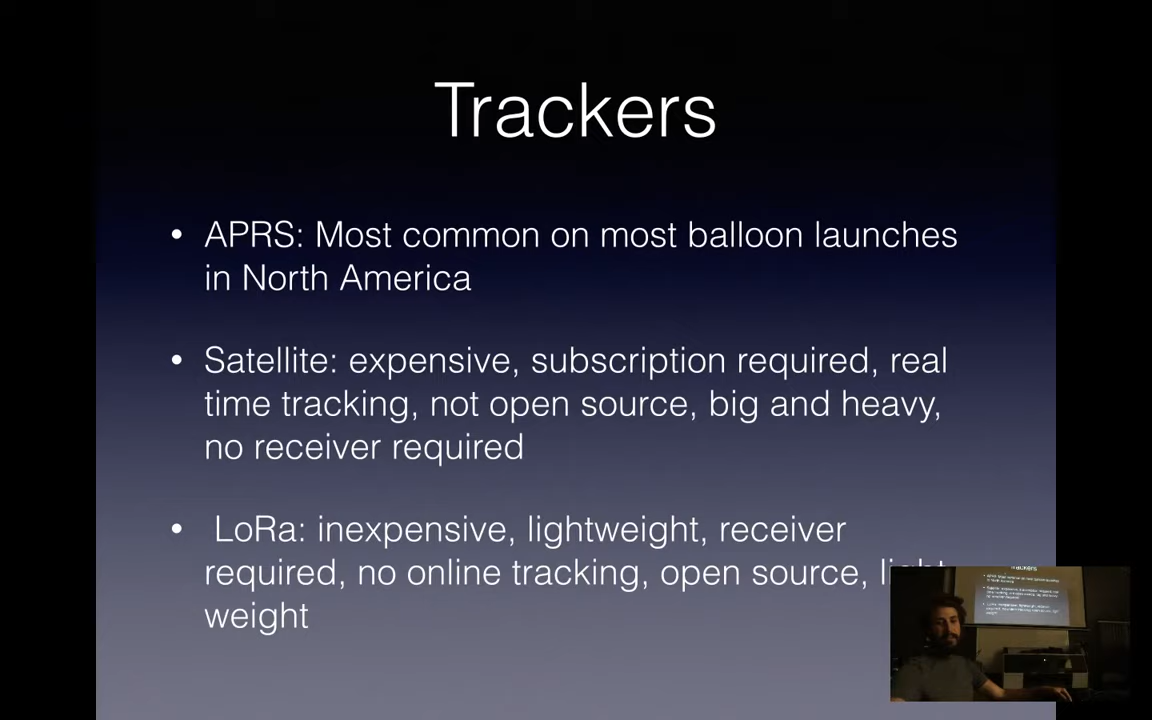 Trackers
• APRS: Most common on most balloon launches
in North America
• Satellite: expensive, subscription required, real
time tracking, not open source, big and heavy,
no receiver required
• LoRa: inexpensive, lightweight, receiver
required, no online tracking, open source, light
weight
Trackers